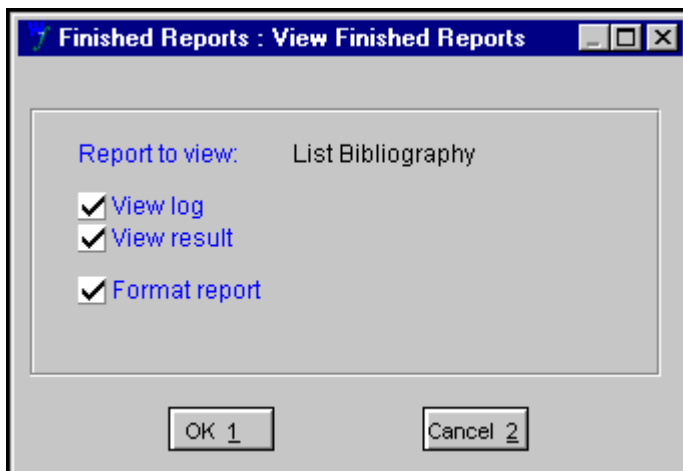 Finished Reports : View Finished Reports
Report to view: List Bibliography
View log
View result
Format report
OK 1 Cancel 2